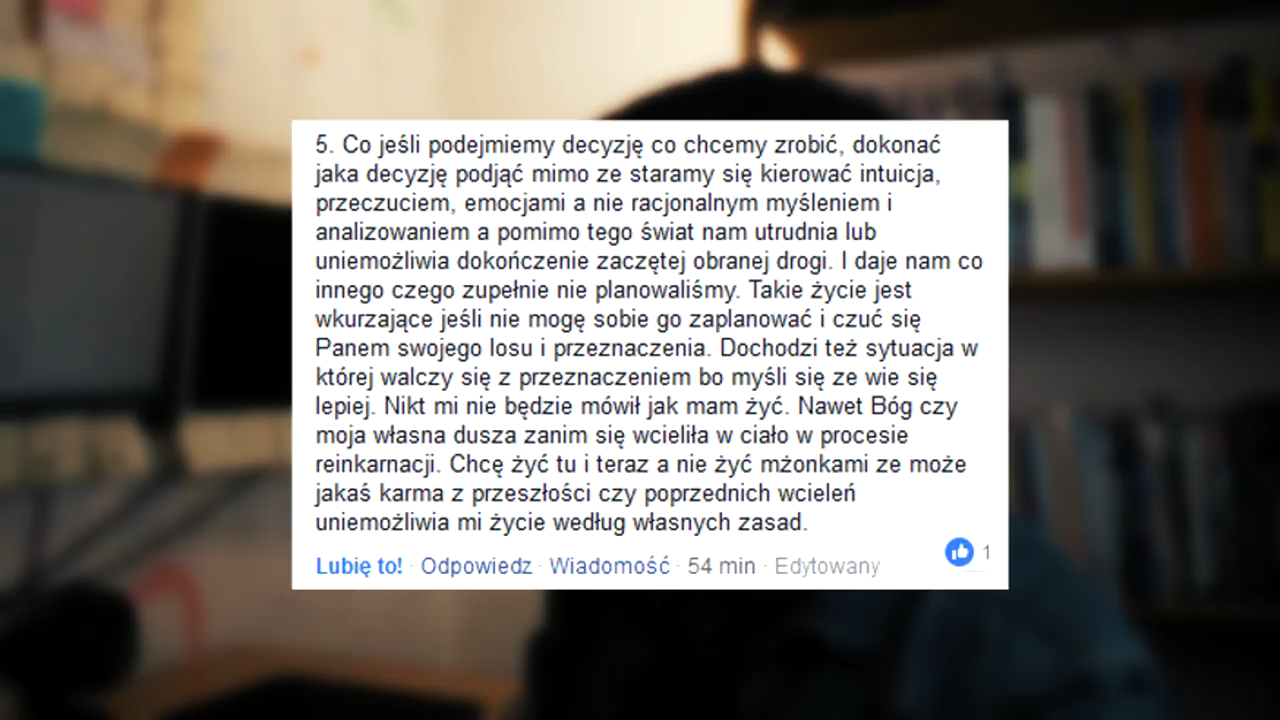 5. Co jeśli podejmiemy decyzję co chcemy zrobić, dokonać
jaka decyzję podjąć mimo ze staramy się kierować intuicja,
przeczuciem, emocjami a nie racjonalnym myśleniem i
analizowaniem a pomimo tego świat nam utrudnia lub
uniemożliwia dokończenie zaczętej obranej drogi. I daje nam co
innego czego zupełnie nie planowaliśmy. Takie życie jest
wkurzające jeśli nie mogę sobie go zaplanować i czuć się
Panem swojego losu i przeznaczenia. Dochodzi też sytuacja w
której walczy się z przeznaczeniem bo myśli się ze wie się
lepiej. Nikt mi nie będzie mówił jak mam żyć. Nawet Bóg czy
moja własna dusza zanim się wcieliła w ciało w procesie
reinkarnacji. Chcę żyć tu i teraz a nie żyć mżonkami ze może
jakaś karma z przeszłości czy poprzednich wcieleń
uniemożliwia mi życie według własnych zasad.
Lubię to! · Odpowiedz · Wiadomość · 54 min · Edytowany
1